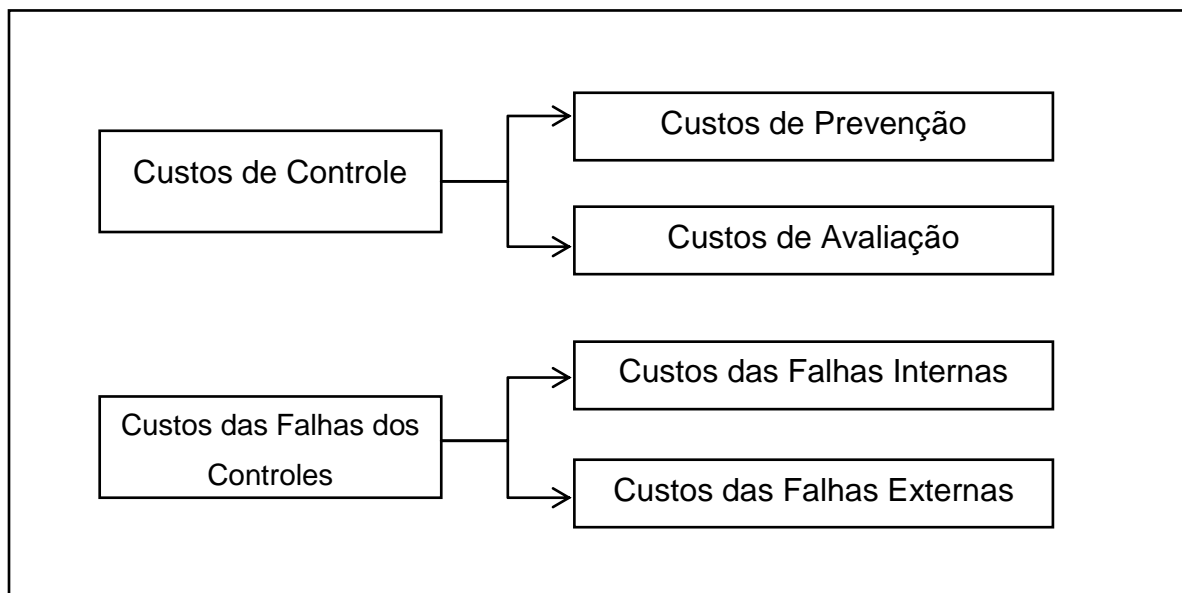 Custos de Controle
Custos de Prevenção
Custos de Avaliação
Custos das Falhas dos
Controles
Custos das Falhas Internas
Custos das Falhas Externas